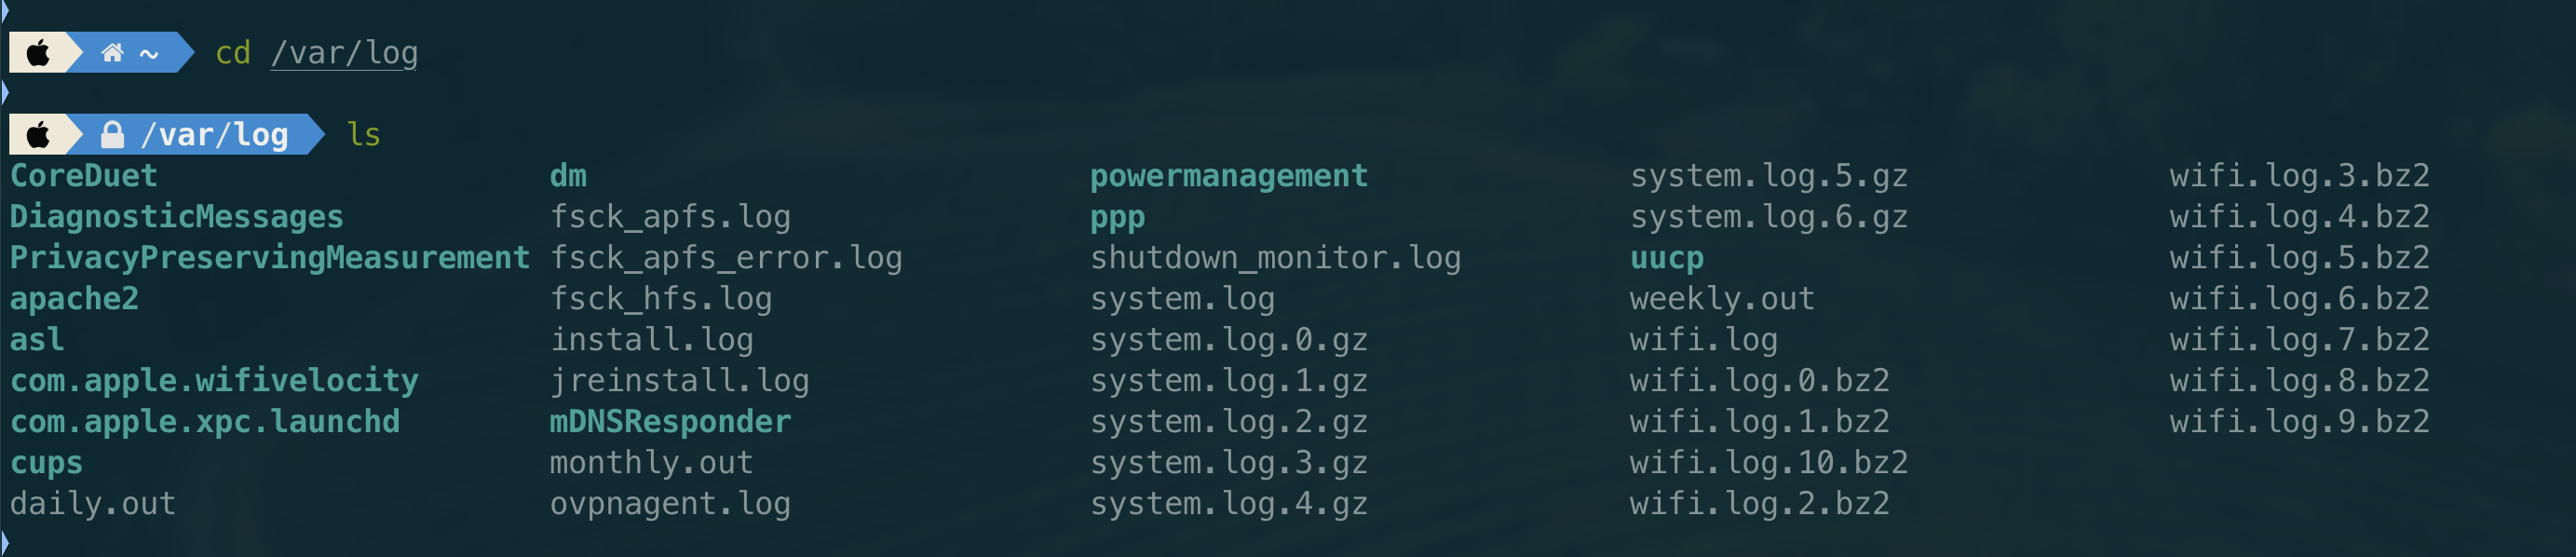 ~ cd /var/log
/var/log ls
CoreDuet dm powermanagement system.log.5.gz wifi.log.3.bz2
DiagnosticMessages fsck_apfs.log ppp system.log.6.gz wifi.log.4.bz2
PrivacyPreservingMeasurement fsck_apfs_error.log shutdown_monitor.log uucp wifi.log.5.bz2
apache2 fsck_hfs.log system.log weekly.out wifi.log.6.bz2
asl install.log system.log.0.gz wifi.log wifi.log.7.bz2
com.apple.wifivelocity jreinstall.log system.log.1.gz wifi.log.0.bz2 wifi.log.8.bz2
com.apple.xpc.launchd mDNSResponder system.log.2.gz wifi.log.1.bz2 wifi.log.9.bz2
cups monthly.out system.log.3.gz wifi.log.10.bz2
daily.out ovpnagent.log system.log.4.gz wifi.log.2.bz2